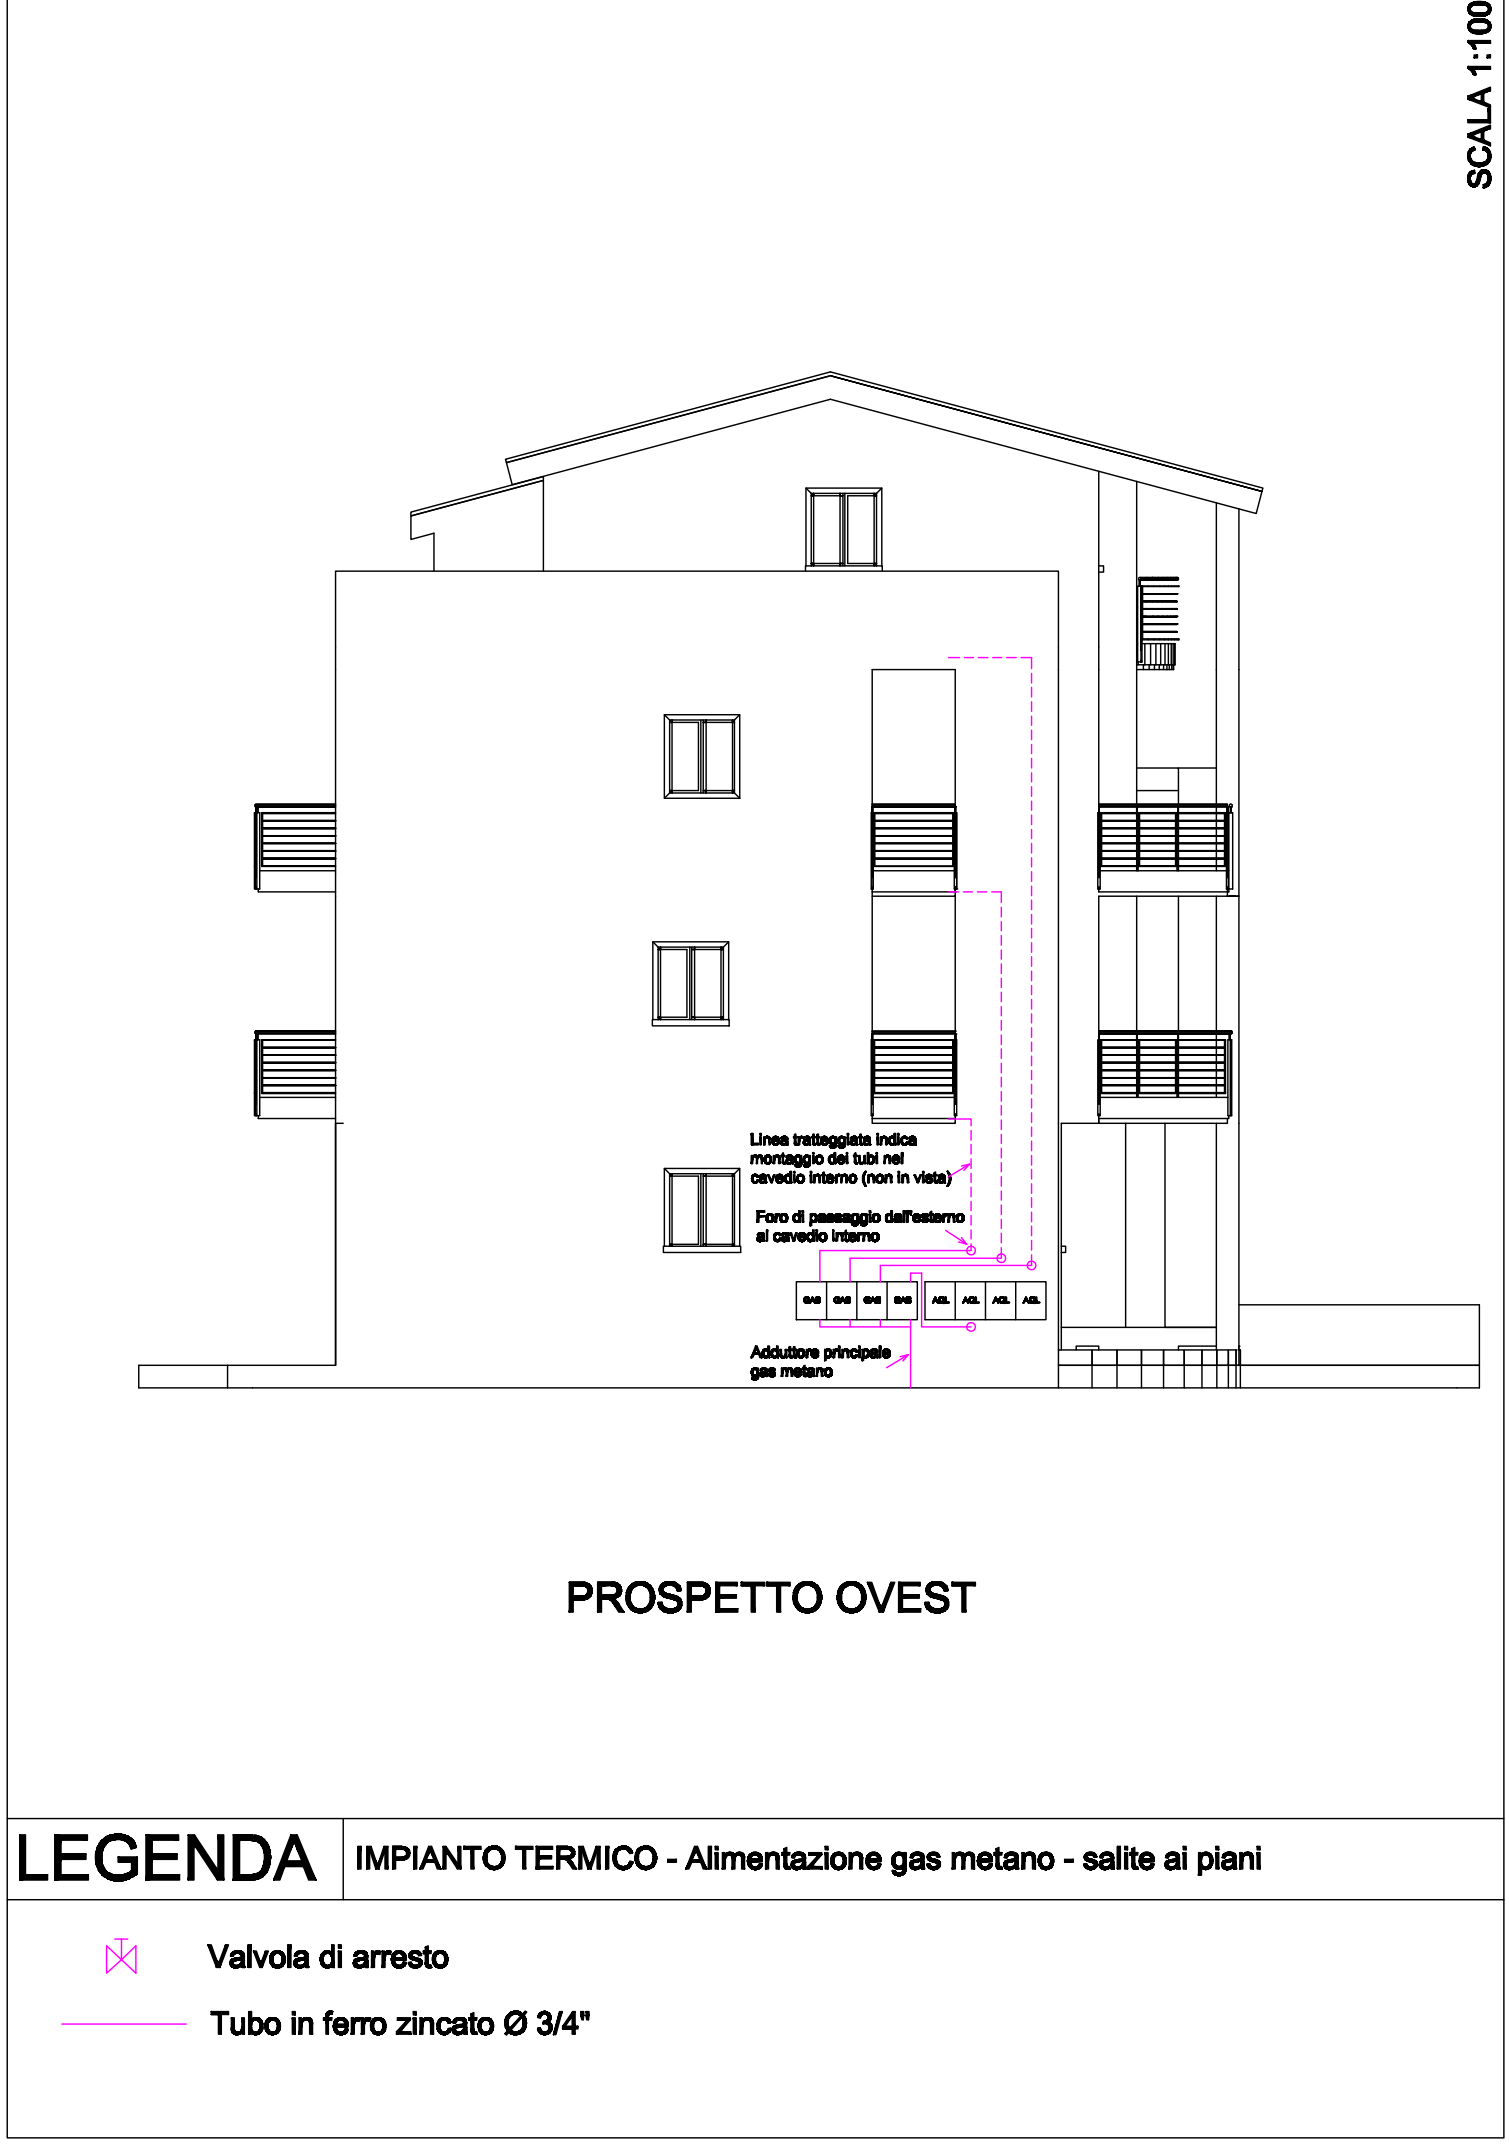 SCALA 1:100
Linea tratteggiata indica
montaggio dei tubi nel
cavedio interno (non in vista)
Foro di passaggio dall'esterno
al cavedio interno
GAS GAS GAS GAS ACL ACL ACL ACL
Adduttore principale
gas metano
PROSPETTO OVEST
LEGENDA
IMPIANTO TERMICO - Alimentazione gas metano - salite ai piani
Valvola di arresto
Tubo in ferro zincato Ø 3/4"